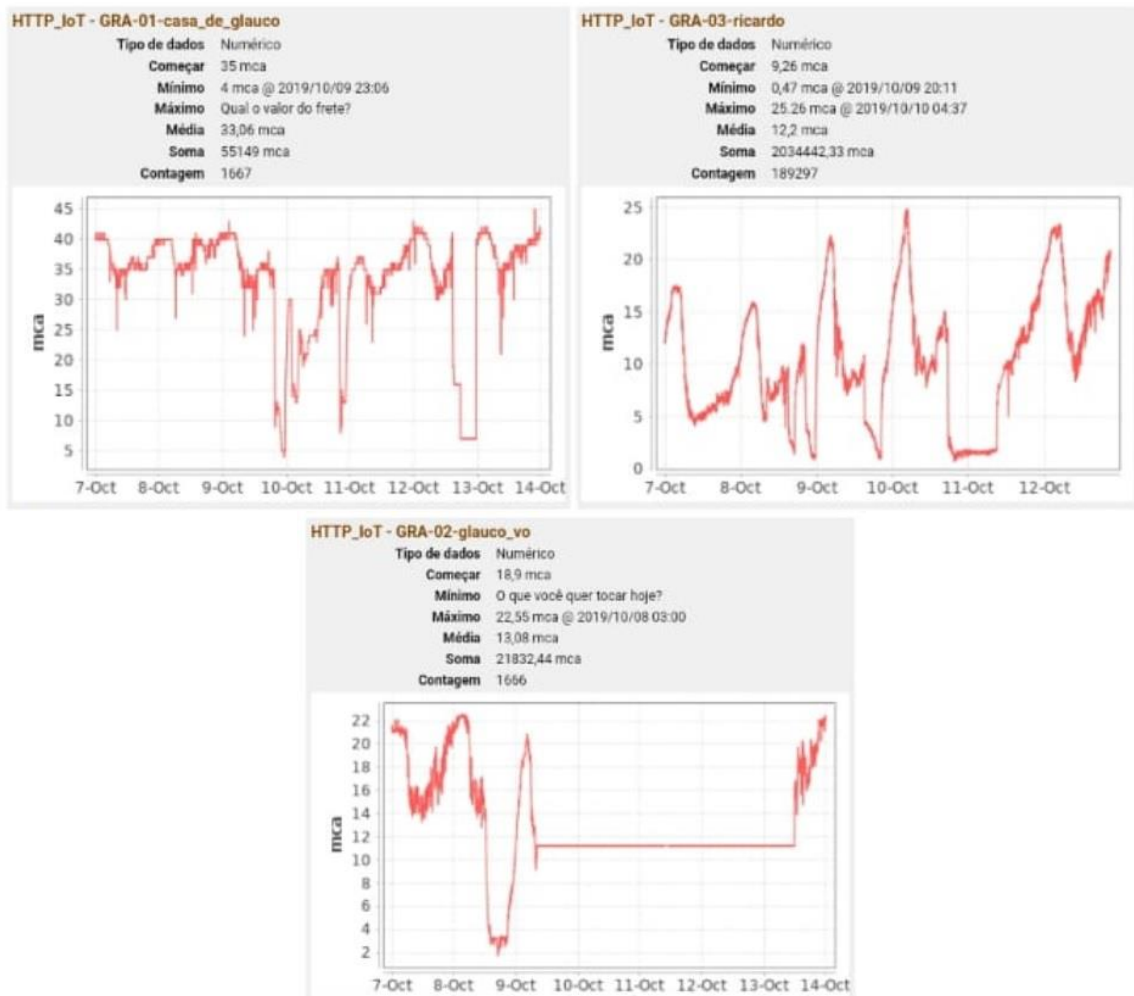 HTTP_IoT - GRA-01-casa_de_glauco
Tipo de dados Numérico
Começar 35 mca
Mínimo 4 mca @ 2019/10/09 23:06
Máximo Qual o valor do frete?
Média 33,06 mca
Soma 55149 mca
Contagem 1667
45
40
35
30
25
20
15
10
5
mca
7-Oct 8-Oct 9-Oct 10-Oct 11-Oct 12-Oct 13-Oct 14-Oct
HTTP_IoT - GRA-03-ricardo
Tipo de dados Numérico
Começar 9,26 mca
Mínimo 0,47 mca @ 2019/10/09 20:11
Máximo 25.26 mca @ 2019/10/10 04:37
Média 12,2 mca
Soma 2034442,33 mca
Contagem 189297
25
20
15
10
5
0
mca
7-Oct 8-Oct 9-Oct 10-Oct 11-Oct 12-Oct
HTTP_IoT - GRA-02-glauco_vo
Tipo de dados Numérico
Começar 18,9 mca
Mínimo O que você quer tocar hoje?
Máximo 22,55 mca @ 2019/10/08 03:00
Média 13,08 mca
Soma 21832,44 mca
Contagem 1666
22
20
18
16
14
12
10
8
6
4
2
mca
7-Oct 8-Oct 9-Oct 10-Oct 11-Oct 12-Oct 13-Oct 14-Oct